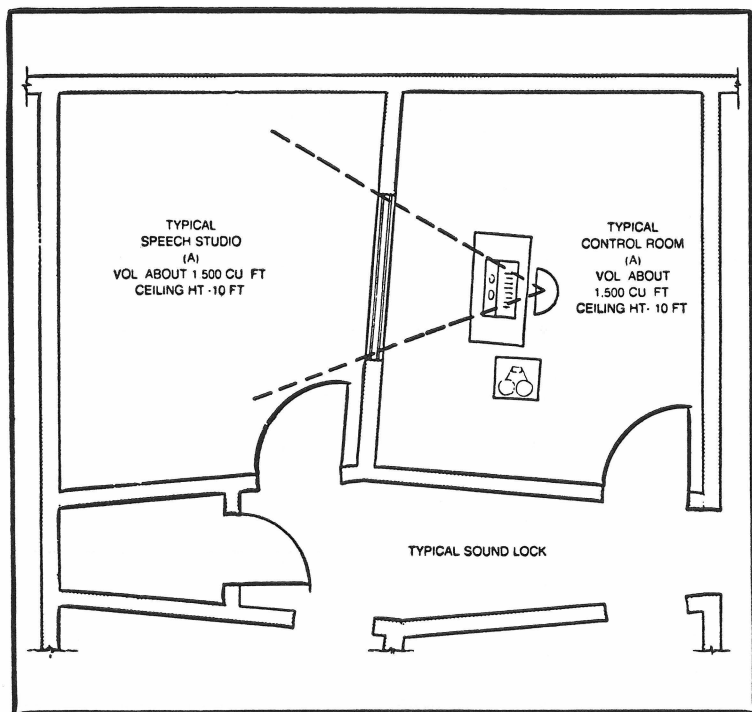 TYPICAL
SPEECH STUDIO
(A)
VOL ABOUT 1 500 CU FT
CEILING HT -10 FT
TYPICAL
CONTROL ROOM
(A)
VOL ABOUT
1.500 CU FT
CEILING HT- 10 FT
TYPICAL SOUND LOCK